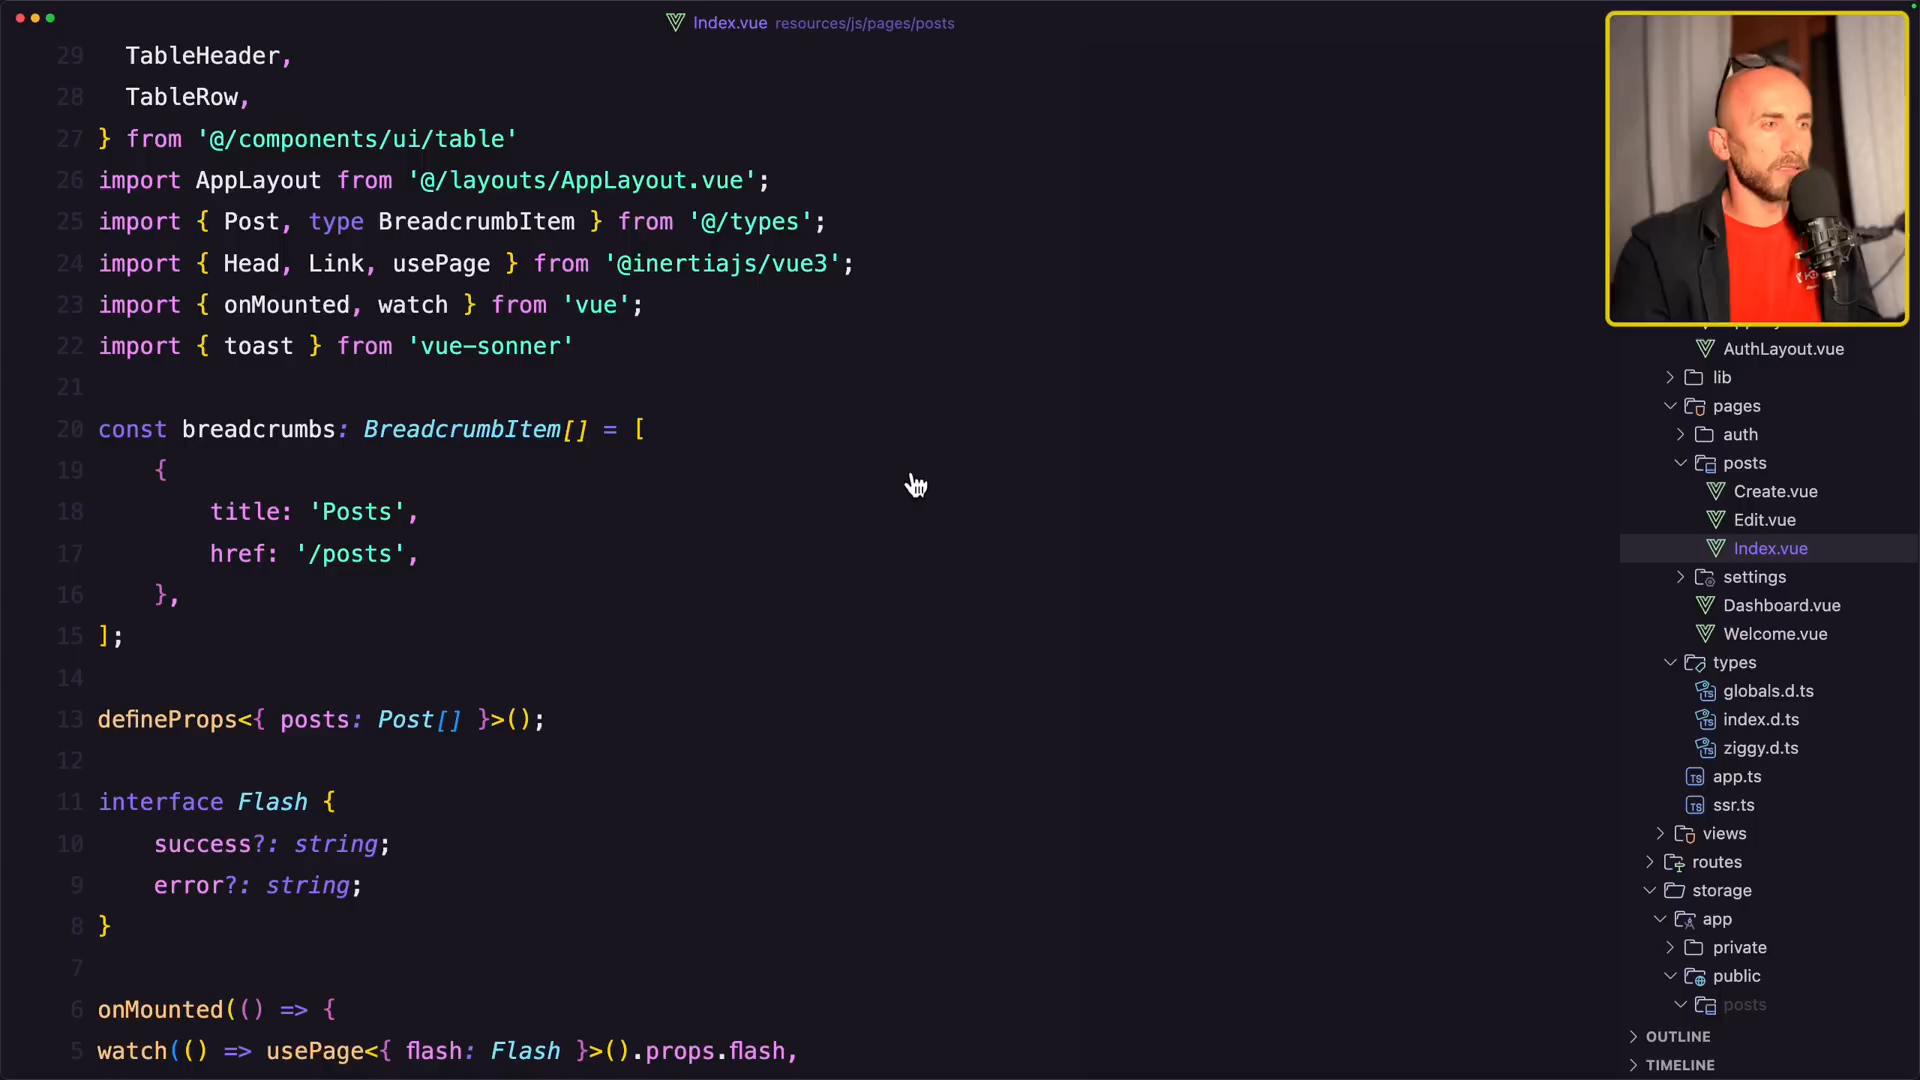 Index.vue resources/js/pages/posts
29 TableHeader,
28 TableRow,
27 } from '@/components/ui/table'
26 import AppLayout from '@/layouts/AppLayout.vue';
25 import { Post, type BreadcrumbItem } from '@/types';
24 import { Head, Link, usePage } from '@inertiajs/vue3';
23 import { onMounted, watch } from 'vue';
22 import { toast } from 'vue-sonner'
21
20 const breadcrumbs: BreadcrumbItem[] = [
19 {
18 title: 'Posts',
17 href: '/posts',
16 },
15 ];
14
13 defineProps<{ posts: Post[] }>();
12
11 interface Flash {
10 success?: string;
9 error?: string;
8 }
7
6 onMounted(() => {
5 watch(() => usePage<{ flash: Flash }>().props.flash,
AuthLayout.vue
lib
pages
auth
posts
Create.vue
Edit.vue
Index.vue
settings
Dashboard.vue
Welcome.vue
types
globals.d.ts
index.d.ts
ziggy.d.ts
app.ts
ssr.ts
views
routes
storage
app
private
public
posts
OUTLINE
TIMELINE